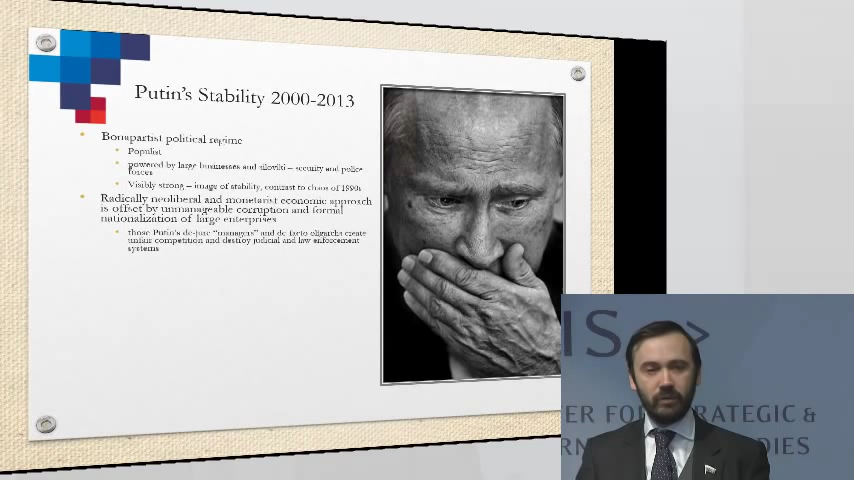 Putin's Stability 2000-2013
Bonapartist political regime
Populist
powered by large businesses and siloviki – security and police
forces
Visibly strong – image of stability, contrast to chaos of 1990s
Radically neoliberal and monetarist economic approach
is offset by unmanageable corruption and formal
nationalization of large enterprises
those Putin's de-jure "managers" and de facto oligarchs create
unfair competition and destroy judicial and law enforcement
systems
IS
ER FOR STRATEGIC &
ERN DIES